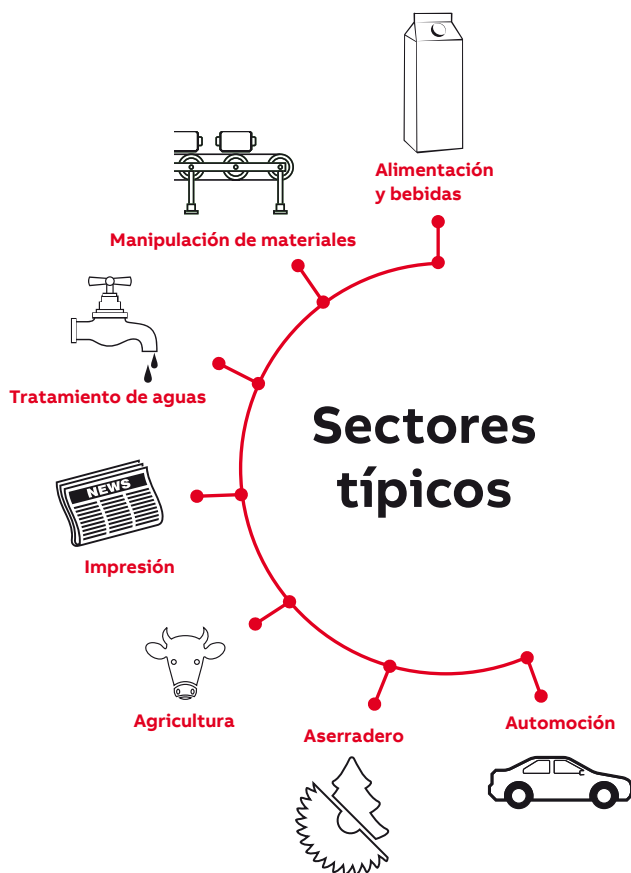 Alimentación
y bebidas
Manipulación de materiales
Tratamiento de aguas
Sectores
típicos
NEWS
Impresión
Agricultura
Aserradero
Automoción